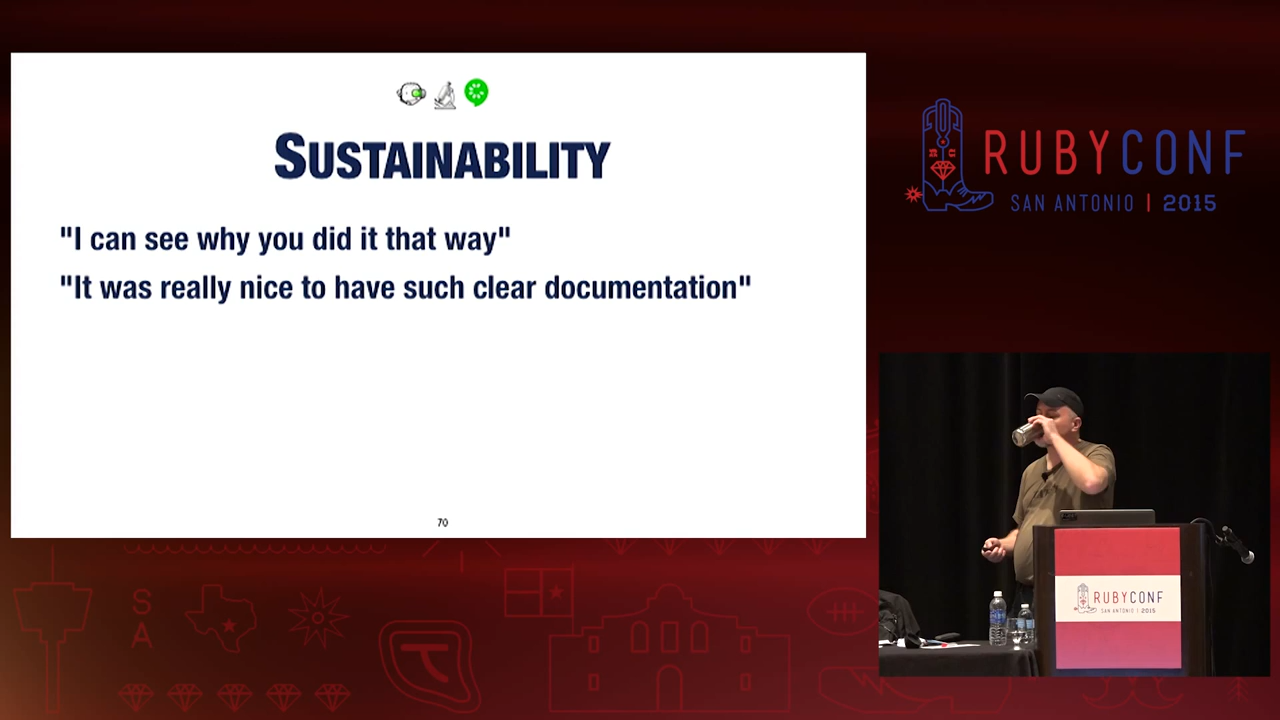 SUSTAINABILITY
"I can see why you did it that way"
"It was really nice to have such clear documentation"
70
RUBYCONF
SAN ANTONIO | 2015
RUBYCONF
SAN ANTONIO | 2015
S
A